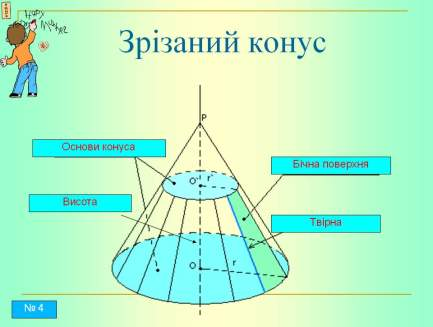 Зрізаний конус
P
Основи конуса
Бічна поверхня
O'
r'
Висота
Твірна
O
r
№ 4